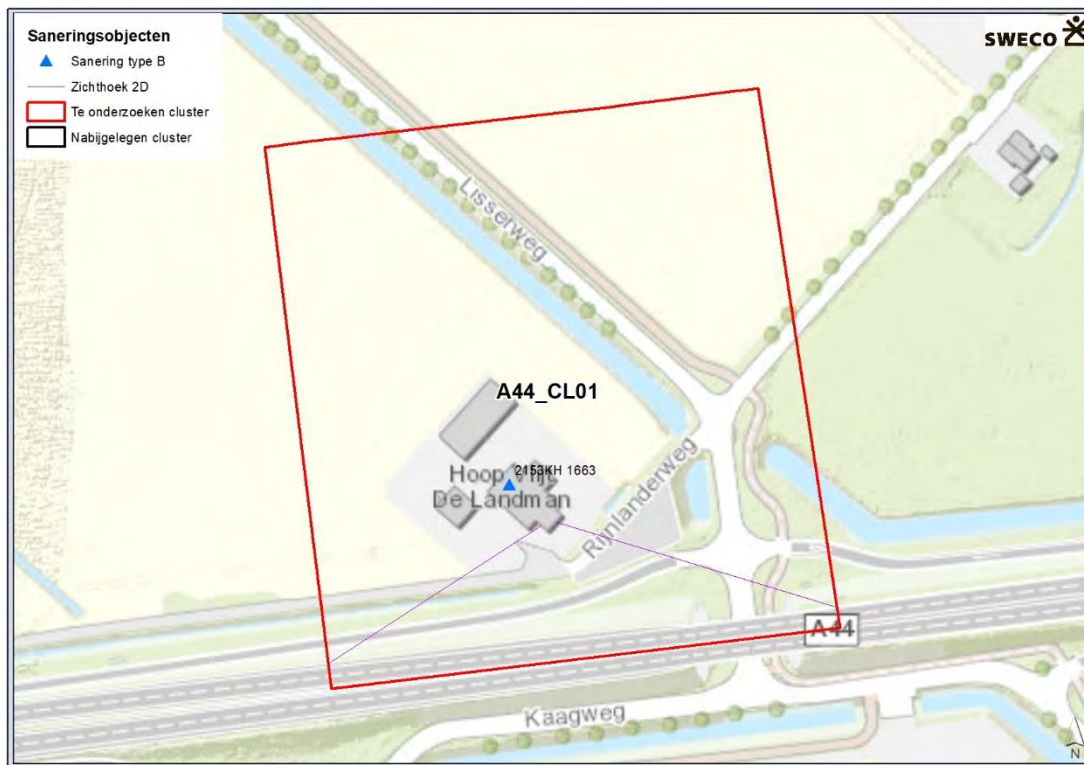 Saneringsobjecten
Sanering type B
Zichthoek 2D
Te onderzoeken cluster
Nabijgelegen cluster
SWECO
Lisserweg
A44_CL01
2153KH 1663
Hoop
De Landman
Rijnlanderweg
A44
Kaagweg
N